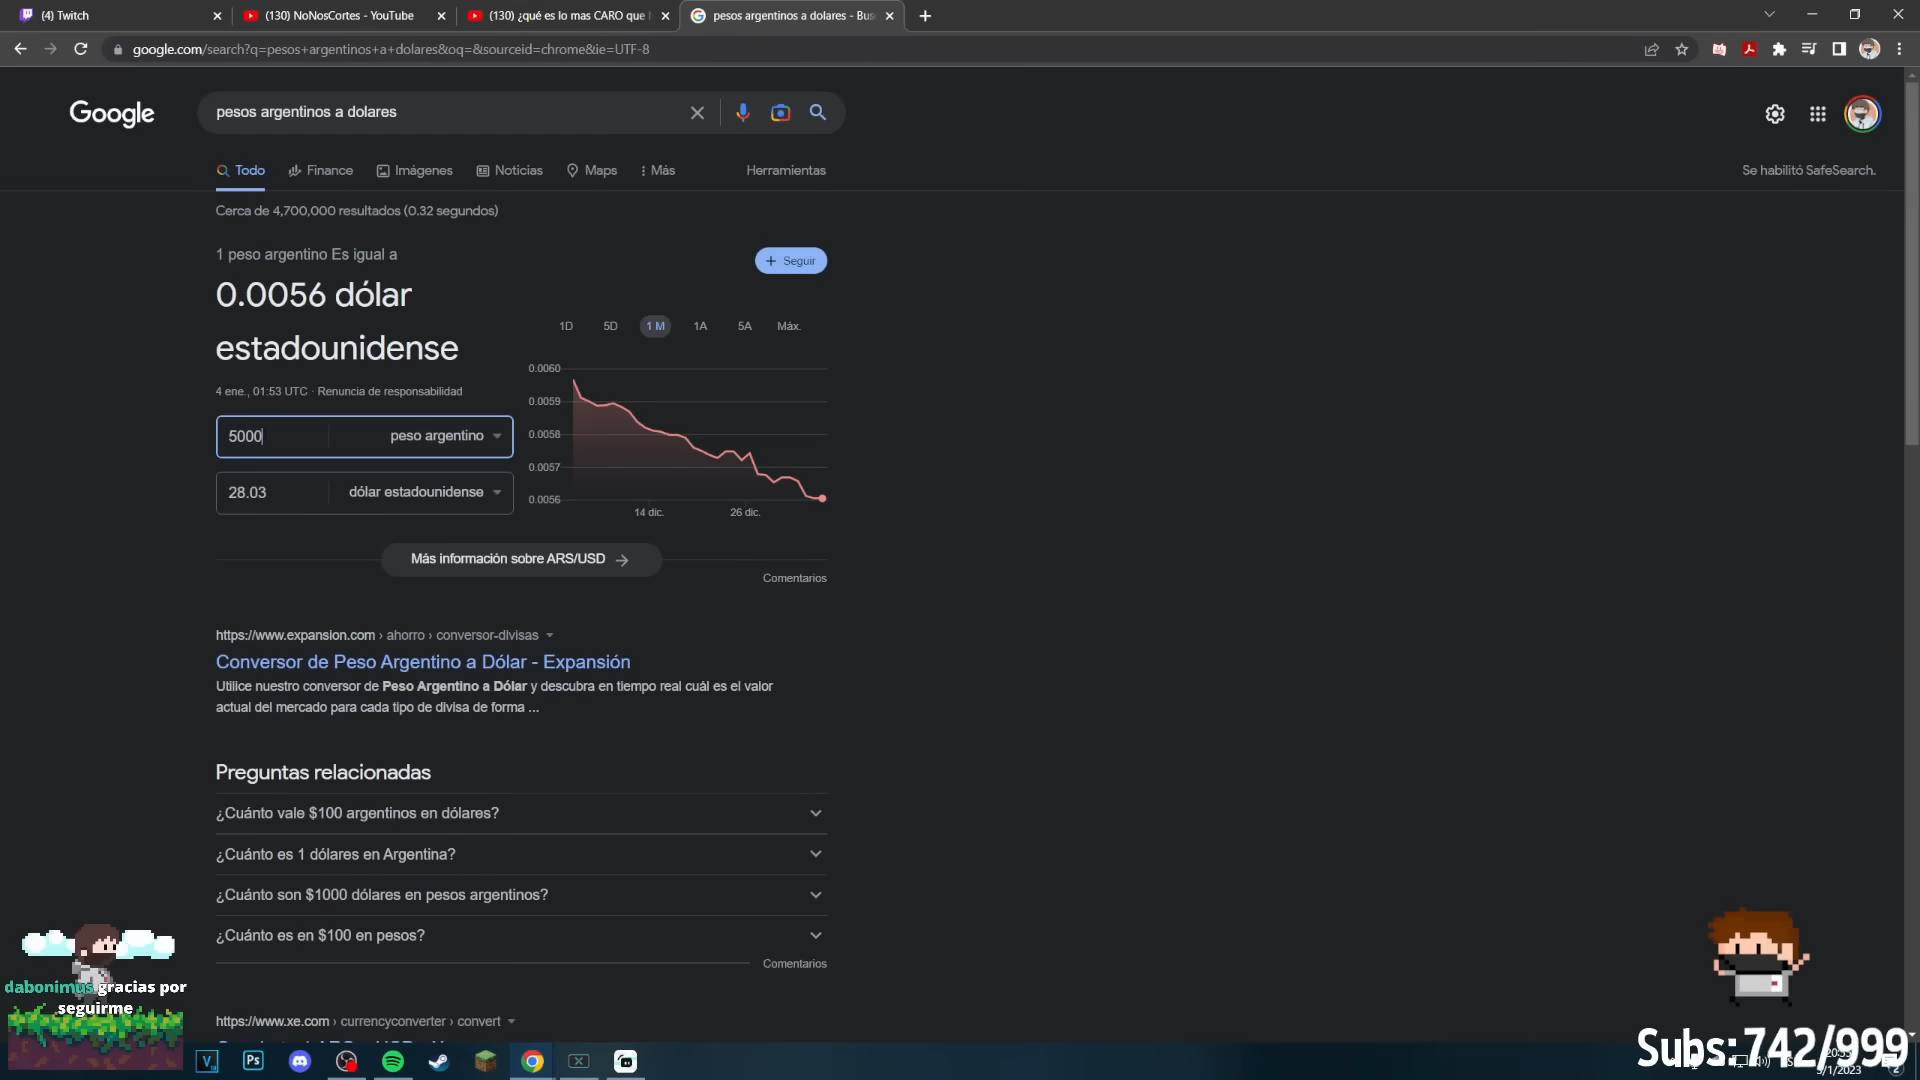 (4) Twitch
(130) NoNosCortes - YouTube
(130) ¿qué es lo mas CARO que
pesos argentinos a dolares - Bus
google.com/search?q=pesos+argentinos+a+dolares&oq=&sourceid=chrome&ie=UTF-8
Google
pesos argentinos a dolares
Todo
Finance
Imágenes
Noticias
Maps
Más
Herramientas
Se habilitó SafeSearch.
Cerca de 4,700,000 resultados (0.32 segundos)
1 peso argentino Es igual a
0.0056 dólar
estadounidense
Seguir
4 ene., 01:53 UTC · Renuncia de responsabilidad
5000
peso argentino
28.03
dólar estadounidense
1D 5D 1 M 1A 5A Máx.
0.0060
0.0059
0.0058
0.0057
0.0056
14 dic. 26 dic.
Más información sobre ARS/USD
Comentarios
https://www.expansion.com › ahorro › conversor-divisas
Conversor de Peso Argentino a Dólar - Expansión
Utilice nuestro conversor de Peso Argentino a Dólar y descubra en tiempo real cuál es el valor
actual del mercado para cada tipo de divisa de forma ...
Preguntas relacionadas
¿Cuánto vale $100 argentinos en dólares?
¿Cuánto es 1 dólares en Argentina?
¿Cuánto son $1000 dólares en pesos argentinos?
¿Cuánto es en $100 en pesos?
Comentarios
https://www.xe.com › currencyconverter › convert
dabonimus gracias por
seguirme
Ps
Subs: 742/999